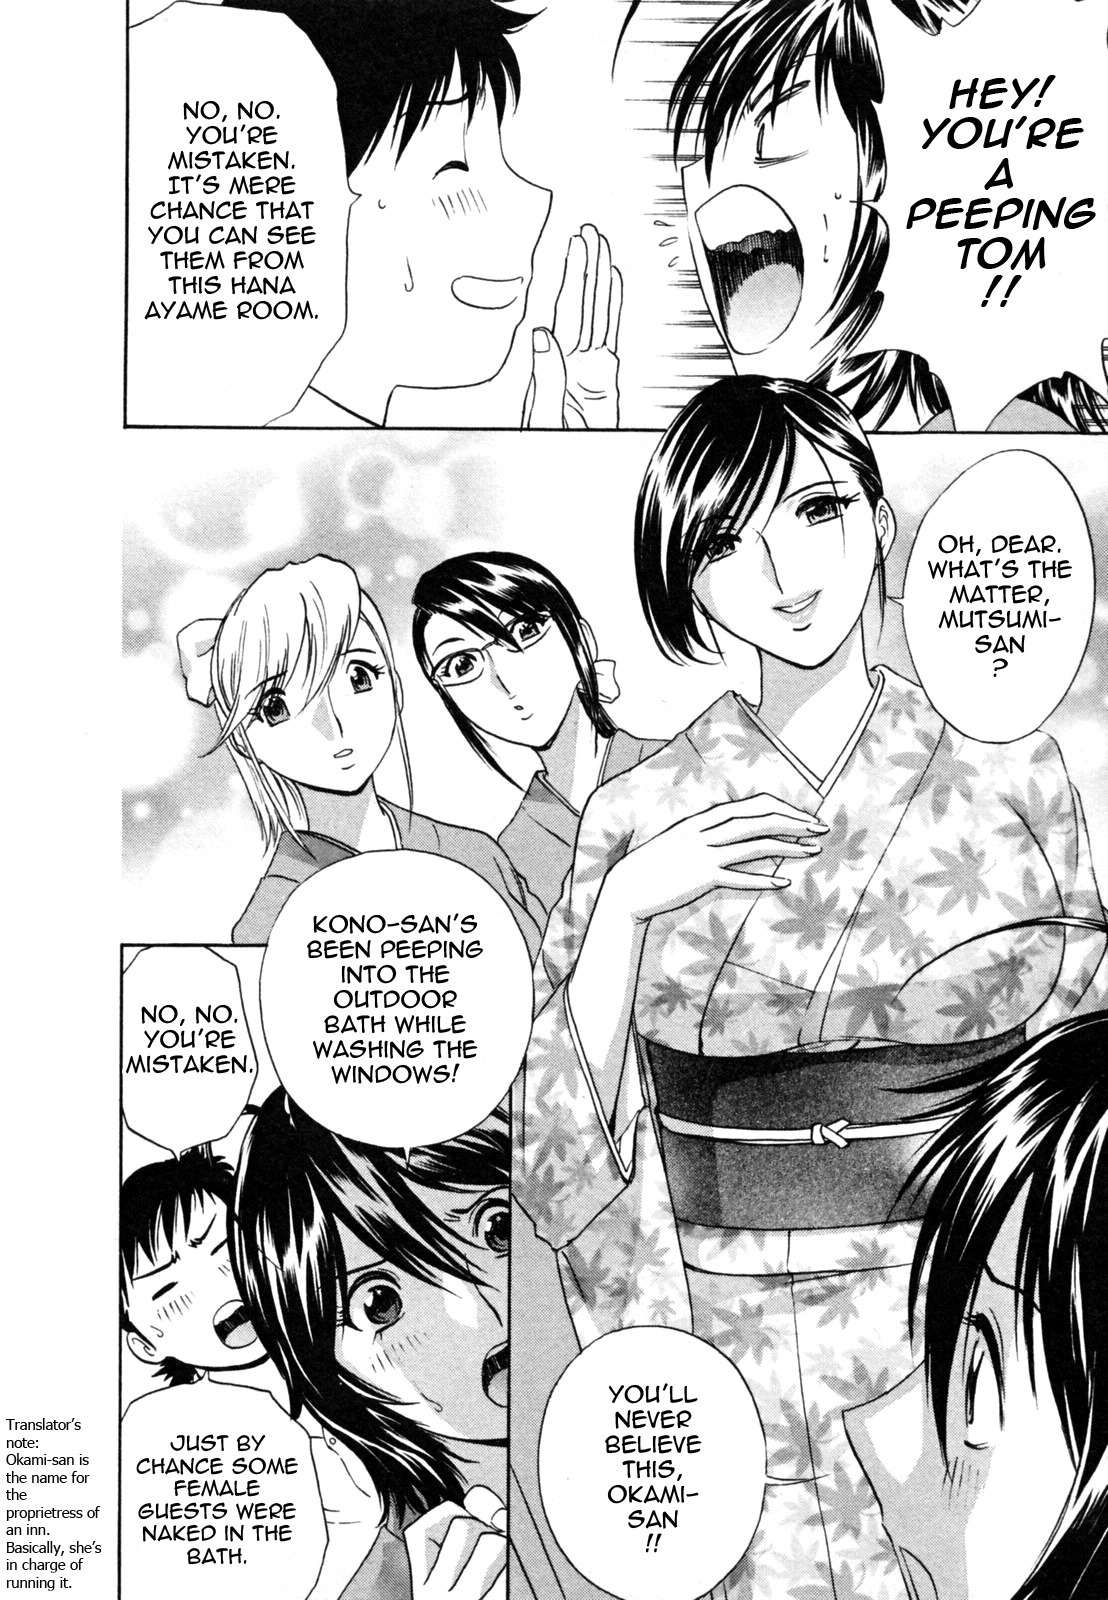 HEY!
YOU'RE
A
PEEPING
TOM
!!
NO, NO.
YOU'RE
MISTAKEN.
IT'S MERE
CHANCE THAT
YOU CAN SEE
THEM FROM
THIS HANA
AYAME ROOM.
OH, DEAR.
WHAT'S THE
MATTER,
MUTSUMI-
SAN
?
YOU'LL
NEVER
BELIEVE
THIS,
OKAMI-
SAN
!!
KONO-SAN'S
BEEN PEEPING
INTO THE
OUTDOOR
BATH WHILE
WASHING THE
WINDOWS!
NO, NO.
YOU'RE
MISTAKEN.
JUST BY
CHANCE SOME
FEMALE
GUESTS WERE
NAKED IN THE
BATH.
Translator's
note:
Okami-san is
the name for
the
proprietress of
an inn.
Basically, she's
in charge of
running it.